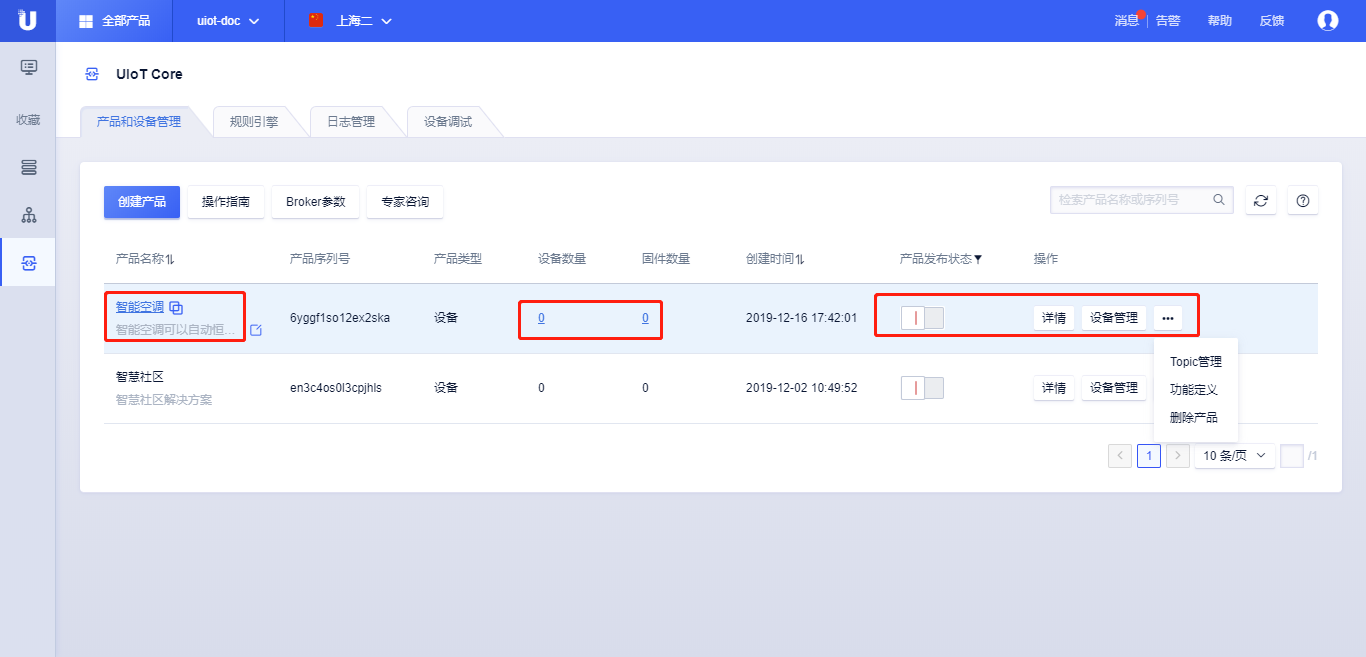 全部产品 uiot-doc 上海二 消息 告警 帮助 反馈
收藏
UIoT Core
产品和设备管理 规则引擎 日志管理 设备调试
创建产品 操作指南 Broker参数 专家咨询 检索产品名称或序列号
产品名称 产品序列号 产品类型 设备数量 固件数量 创建时间 产品发布状态 操作
智能空调 6yggf1so12ex2ska 设备 0 0 2019-12-16 17:42:01 详情 设备管理 •••
智能空调可以自动恒...
Topic管理
功能定义
删除产品
智慧社区 en3c4os0l3cpjhls 设备 0 0 2019-12-02 10:49:52 详情 设备管理
智慧社区解决方案
1 10 条/页 /1